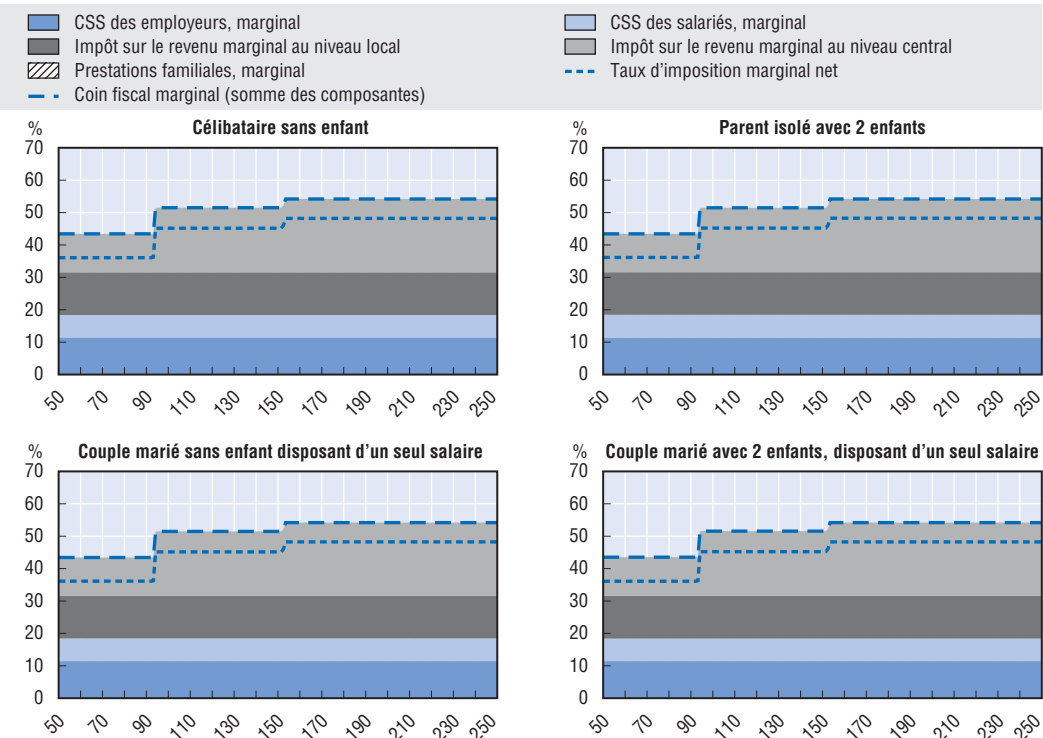 CSS des employeurs, marginal
CSS des salariés, marginal
Impôt sur le revenu marginal au niveau local
Impôt sur le revenu marginal au niveau central
Prestations familiales, marginal
Taux d'imposition marginal net
Coin fiscal marginal (somme des composantes)
% Célibataire sans enfant
70
60
50
40
30
20
10
0
50 70 90 110 130 150 170 190 210 230 250
% Parent isolé avec 2 enfants
70
60
50
40
30
20
10
0
50 70 90 110 130 150 170 190 210 230 250
% Couple marié sans enfant disposant d'un seul salaire
70
60
50
40
30
20
10
0
50 70 90 110 130 150 170 190 210 230 250
% Couple marié avec 2 enfants, disposant d'un seul salaire
70
60
50
40
30
20
10
0
50 70 90 110 130 150 170 190 210 230 250